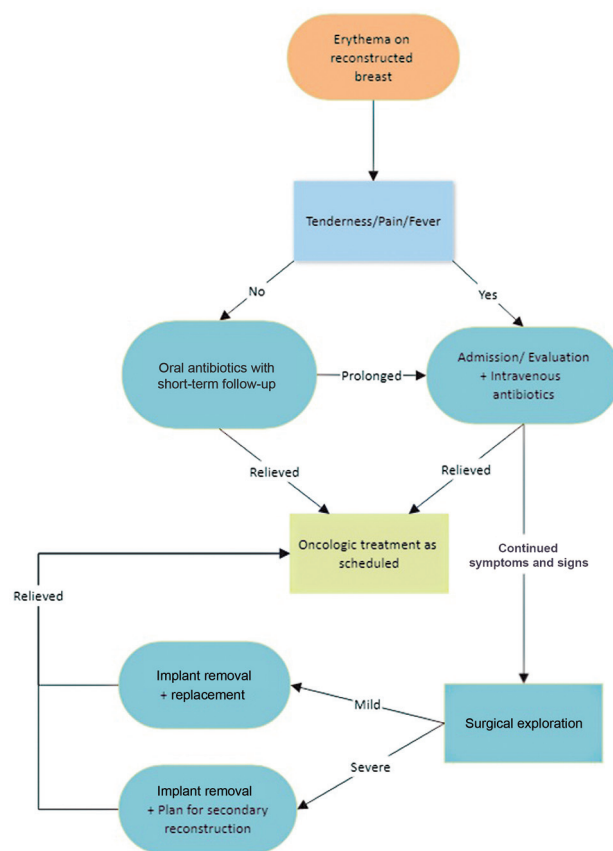 Erythema on
reconstructed
breast
Tenderness/Pain/Fever
No
Yes
Oral antibiotics with
short-term follow-up
Prolonged
Admission/ Evaluation
+ Intravenous
antibiotics
Relieved
Relieved
Oncologic treatment as
scheduled
Continued
symptoms and signs
Relieved
Implant removal
+ replacement
Mild
Surgical exploration
Severe
Implant removal
+ Plan for secondary
reconstruction